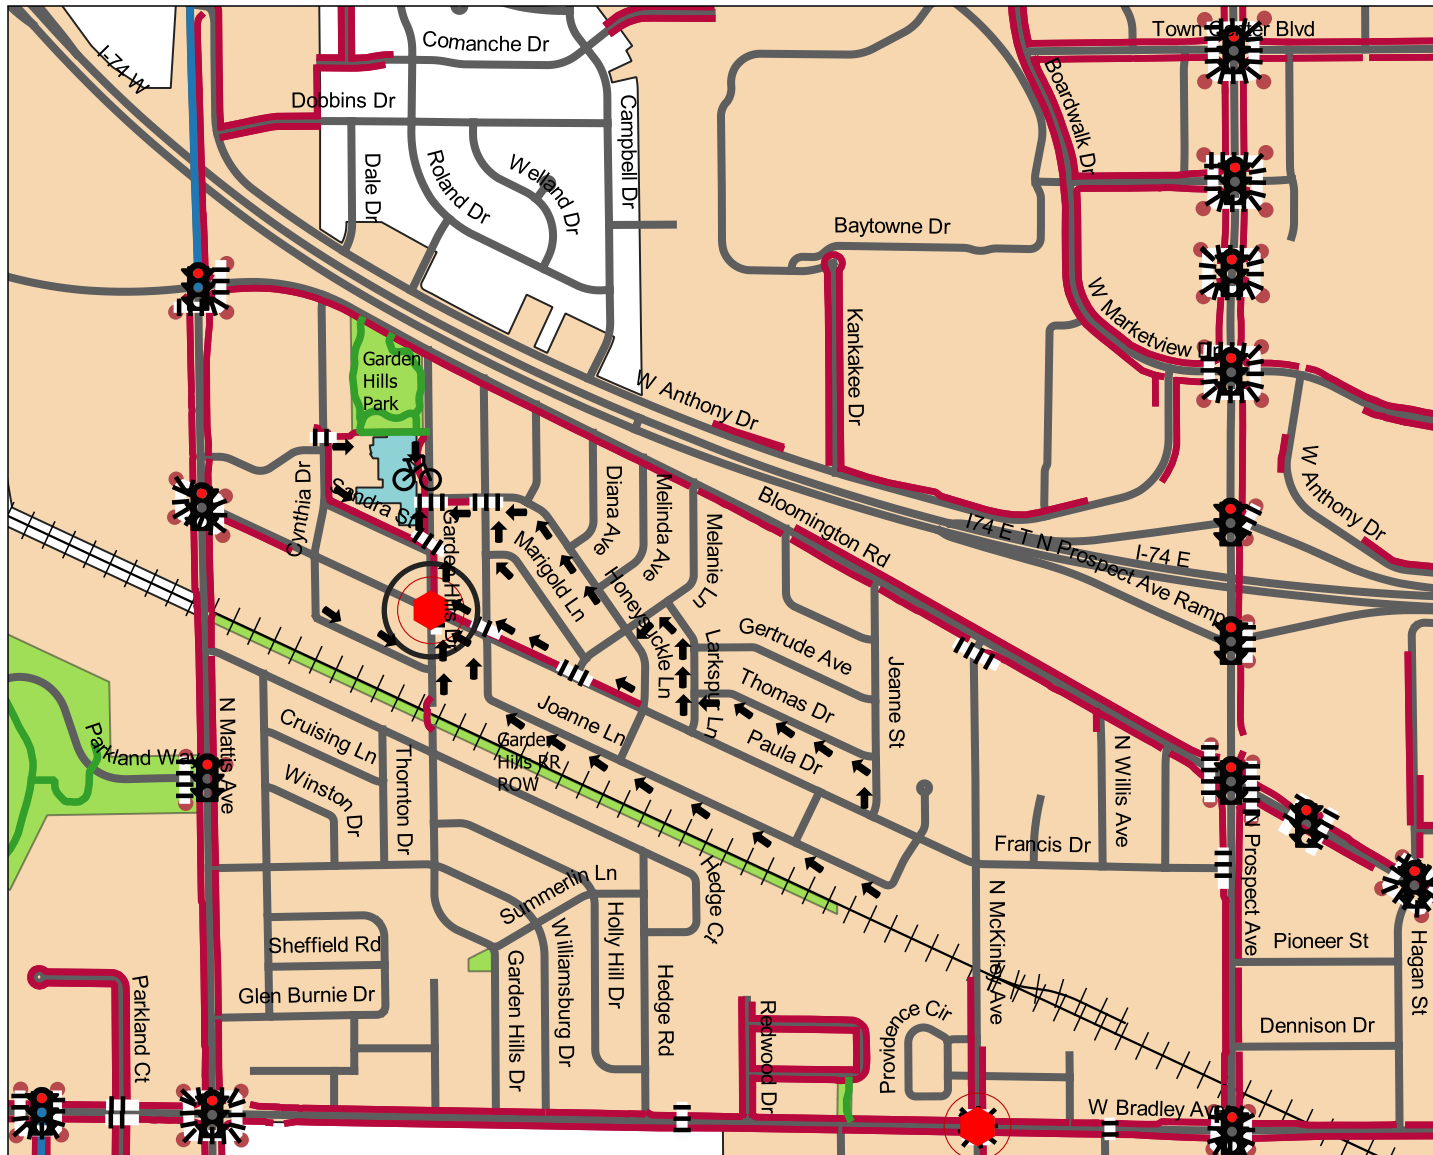 Town Center Blvd
I-74 W
Comanche Dr
Dobbins Dr
Boardwalk Dr
Campbell Dr
Dale Dr
Roland Dr
Welland Dr
Baytowne Dr
W Marketview Dr
Kankakee Dr
Garden
Hills
Park
W Anthony Dr
W Anthony Dr
Cynthia Dr
Sandra St
Diana Ave
Melinda Ave
Melanie Ln
Bloomington Rd
I74 E T N Prospect Ave Ramp
I-74 E
Garden Hills Dr
Marigold Ln
Honeysuckle Ln
Larkspur Ln
Gertrude Ave
Thomas Dr
Jeanne St
Joanne Ln
Paula Dr
Garden
Hills RR
ROW
N Mattis Ave
Parkland Way
Cruising Ln
Thornton Dr
Winston Dr
N Willis Ave
Francis Dr
N Prospect Ave
Summerlin Ln
Hedge Ct
N McKinley Ave
Pioneer St
Hagan St
Sheffield Rd
Glen Burnie Dr
Garden Hills Dr
Williamsburg Dr
Holly Hill Dr
Hedge Rd
Parkland Ct
Redwood Dr
Providence Cir
Dennison Dr
W Bradley Ave